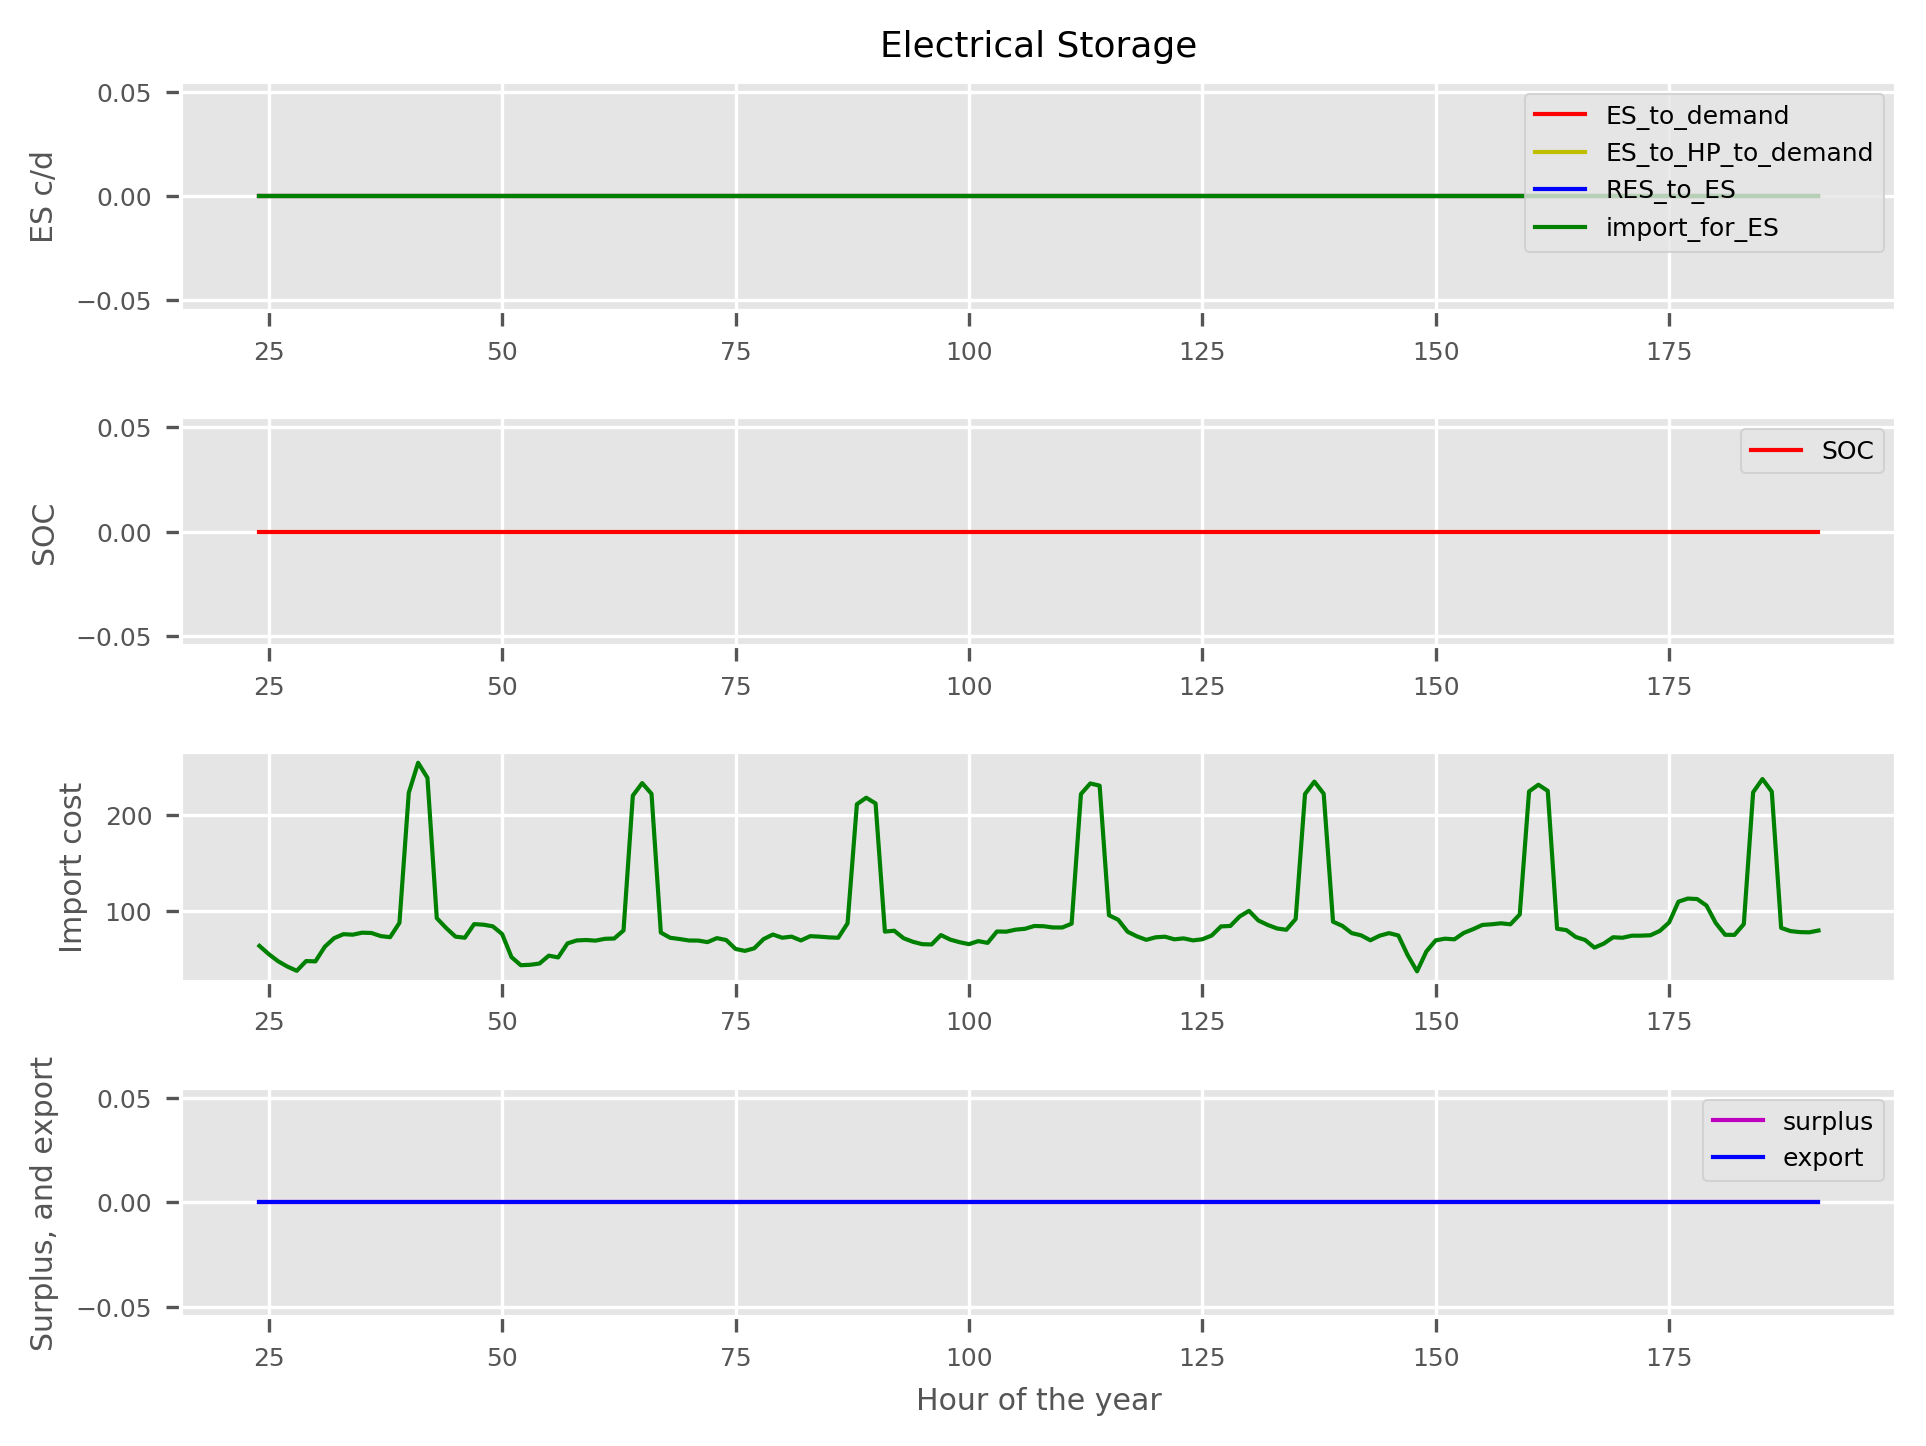 Electrical Storage
ES c/d
0.05
0.00
−0.05
ES_to_demand
ES_to_HP_to_demand
RES_to_ES
import_for_ES
25 50 75 100 125 150 175
SOC
0.05
0.00
−0.05
SOC
25 50 75 100 125 150 175
Import cost
200
100
25 50 75 100 125 150 175
Surplus, and export
0.05
0.00
−0.05
surplus
export
25 50 75 100 125 150 175
Hour of the year